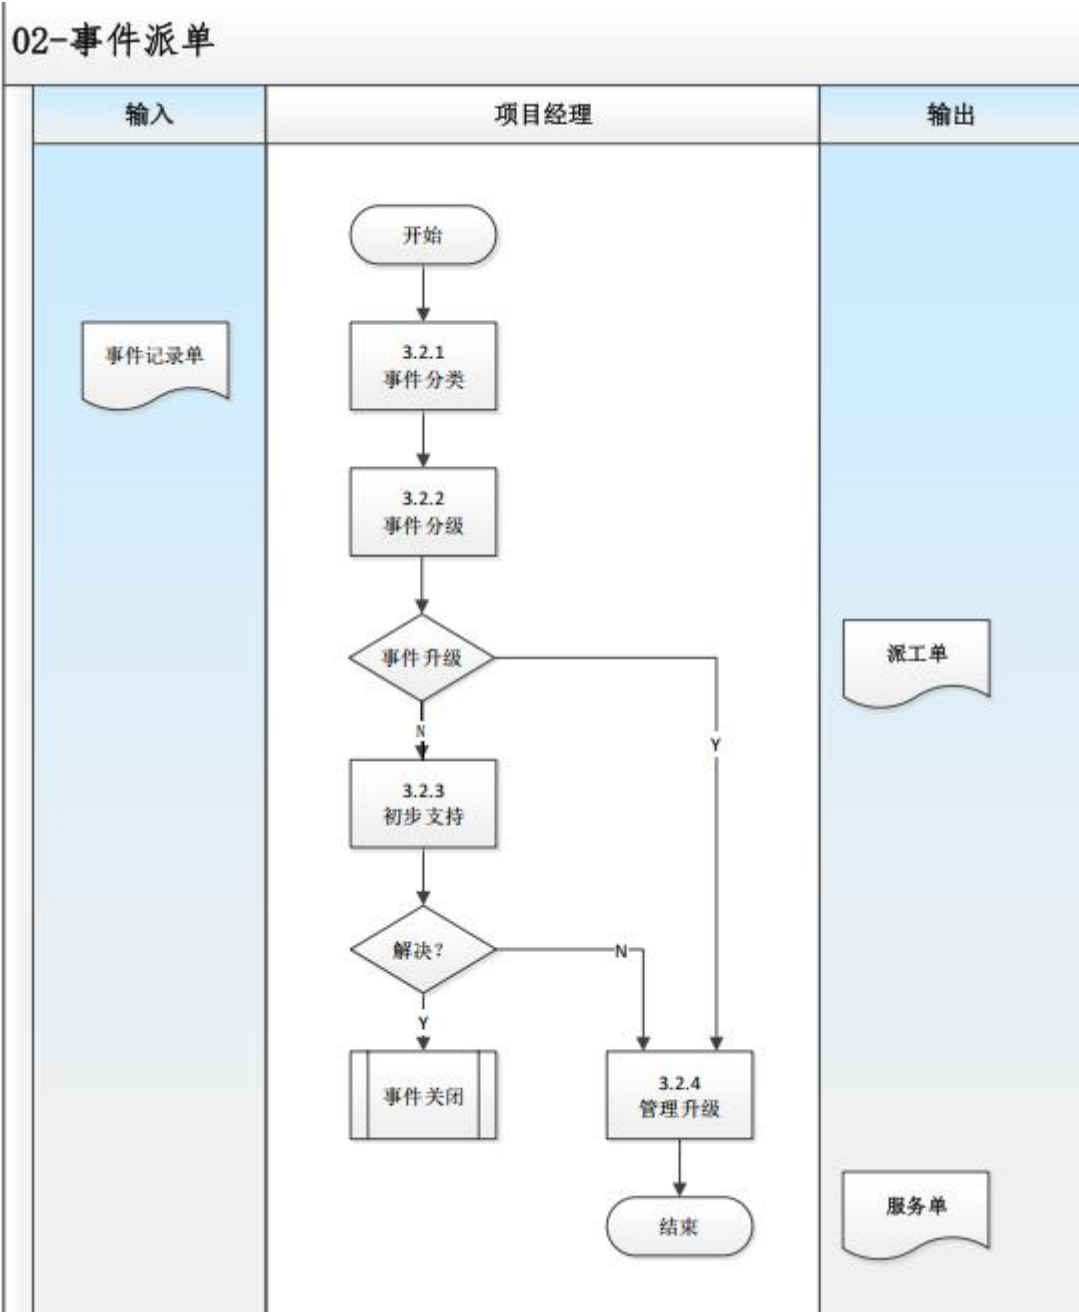 02-事件派单
输入
项目经理
输出
开始
事件记录单
3.2.1
事件分类
3.2.2
事件分级
事件升级
派工单
N
Y
3.2.3
初步支持
解决?
N
Y
事件关闭
3.2.4
管理升级
服务单
结束